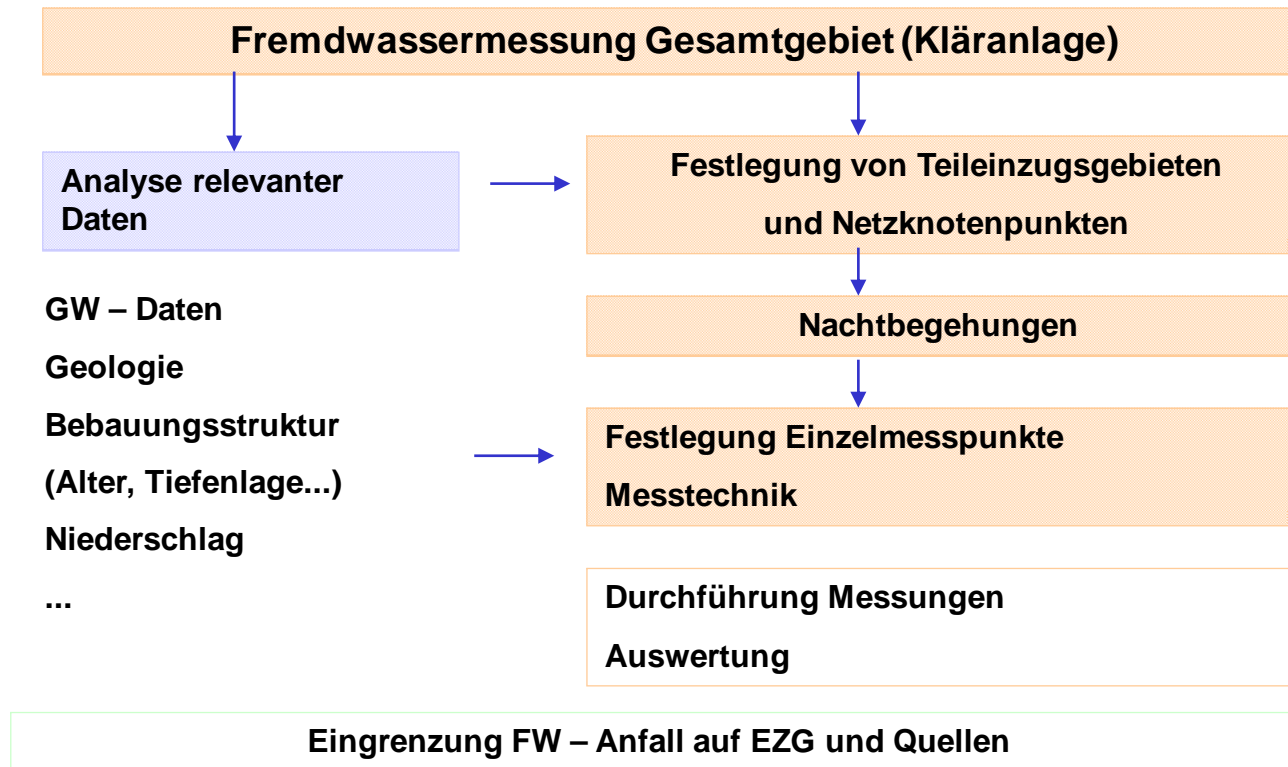 Fremdwassermessung Gesamtgebiet (Kläranlage)
Analyse relevanter
Daten
Festlegung von Teileinzugsgebieten
und Netzknotenpunkten
GW – Daten
Geologie
Bebauungsstruktur
(Alter, Tiefenlage...)
Niederschlag
...
Nachtbegehungen
Festlegung Einzelmesspunkte
Messtechnik
Durchführung Messungen
Auswertung
Eingrenzung FW – Anfall auf EZG und Quellen